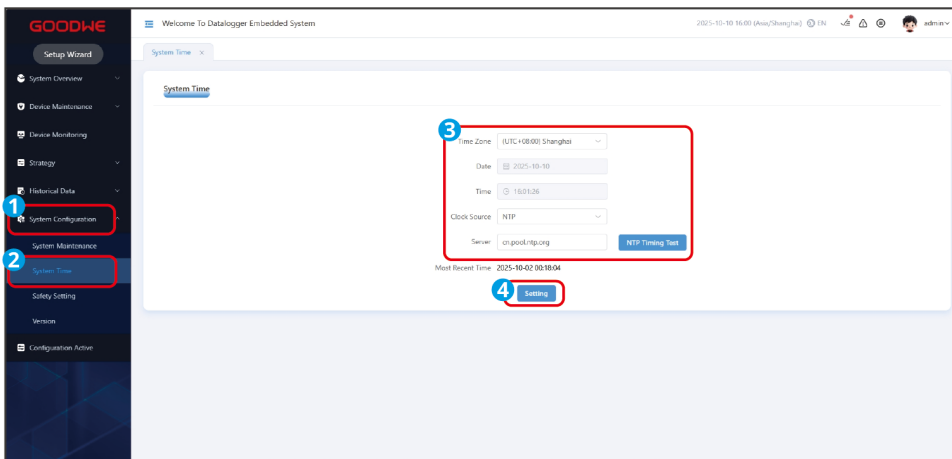 GOODWE
Welcome To Datalogger Embedded System
2025-10-10 16:00 (Asia/Shanghai) EN admin
Setup Wizard
System Time ×
System Overview
System Time
Device Maintenance
Device Monitoring
Strategy
Historical Data
1
System Configuration
System Maintenance
2
System Time
Safety Setting
Version
Configuration Active
3
Time Zone (UTC+08:00) Shanghai
Date 2025-10-10
Time 16:01:26
Clock Source NTP
Server cn.pool.ntp.org NTP Timing Test
Most Recent Time 2025-10-02 00:18:04
4
Setting